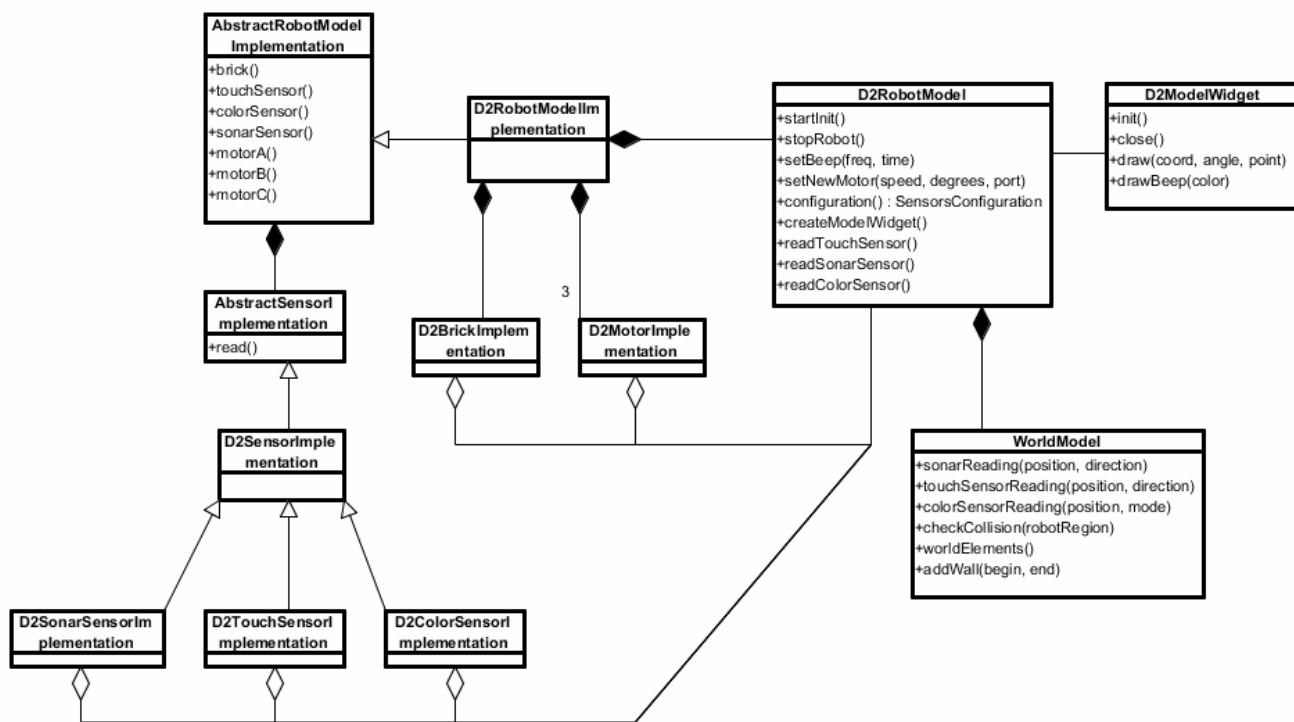 AbstractRobotModel
Implementation
+brick()
+touchSensor()
+colorSensor()
+sonarSensor()
+motorA()
+motorB()
+motorC()
D2RobotModelIm
plementation
D2RobotModel
+startInit()
+stopRobot()
+setBeep(freq, time)
+setNewMotor(speed, degrees, port)
+configuration() : SensorsConfiguration
+createModelWidget()
+readTouchSensor()
+readSonarSensor()
+readColorSensor()
D2ModelWidget
+init()
+close()
+draw(coord, angle, point)
+drawBeep(color)
AbstractSensorI
mplementation
+read()
3
D2BrickImplem
entation
D2MotorImple
mentation
D2SensorImple
mentation
WorldModel
+sonarReading(position, direction)
+touchSensorReading(position, direction)
+colorSensorReading(position, mode)
+checkCollision(robotRegion)
+worldElements()
+addWall(begin, end)
D2SonarSensorIm
plementation
D2TouchSensorI
mplementation
D2ColorSensorI
mplementation